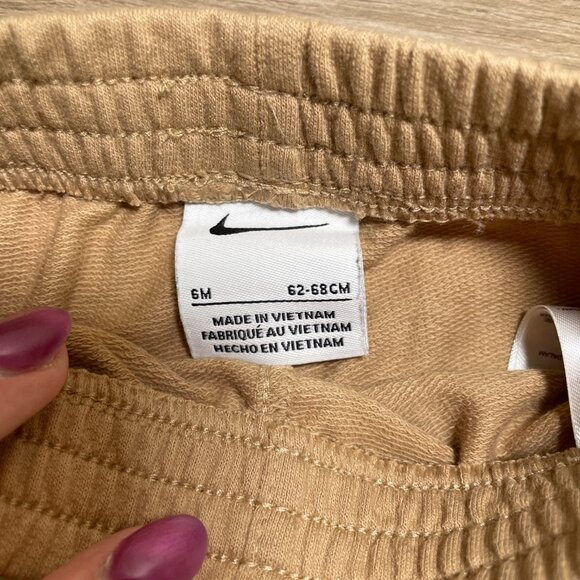 6M 62-68CM
MADE IN VIETNAM
FABRIQUÉ AU VIETNAM
HECHO EN VIETNAM